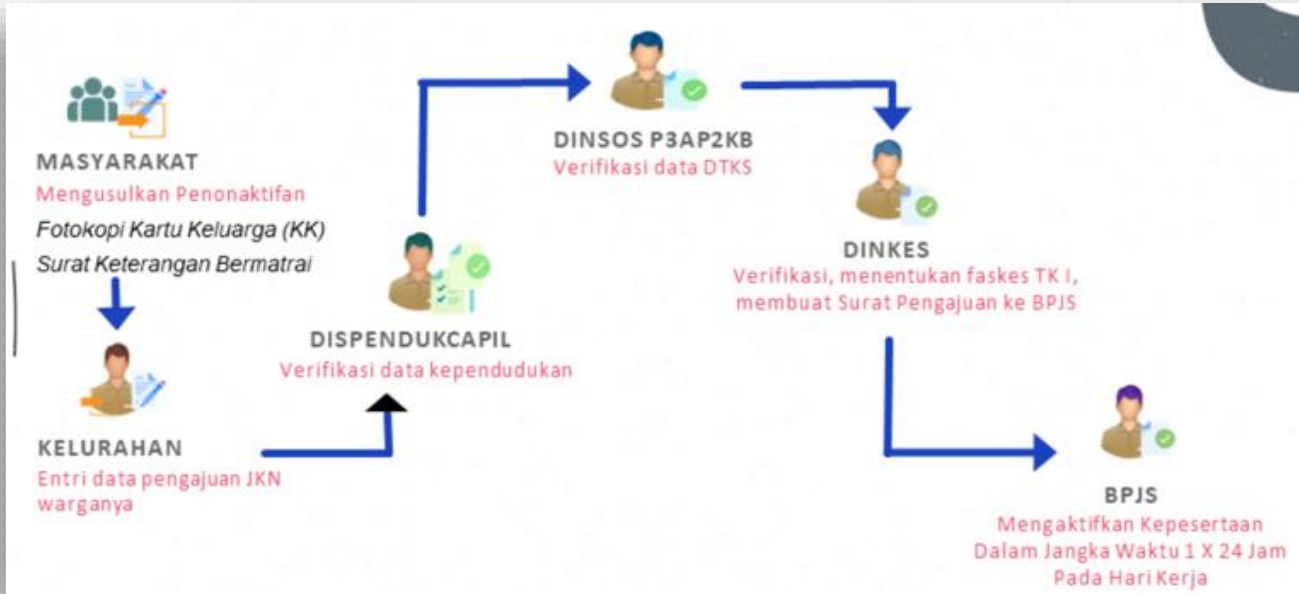 MASYARAKAT
Mengusulkan Penonaktifan
Fotokopi Kartu Keluarga (KK)
Surat Keterangan Bermatrai
KELURAHAN
Entri data pengajuan JKN
warganya
DISPENDUKCAPIL
Verifikasi data kependudukan
DINSOS P3AP2KB
Verifikasi data DTKS
DINKES
Verifikasi, menentukan faskes TK I,
membuat Surat Pengajuan ke BPJS
BPJS
Mengaktifkan Kepesertaan
Dalam Jangka Waktu 1 X 24 Jam
Pada Hari Kerja